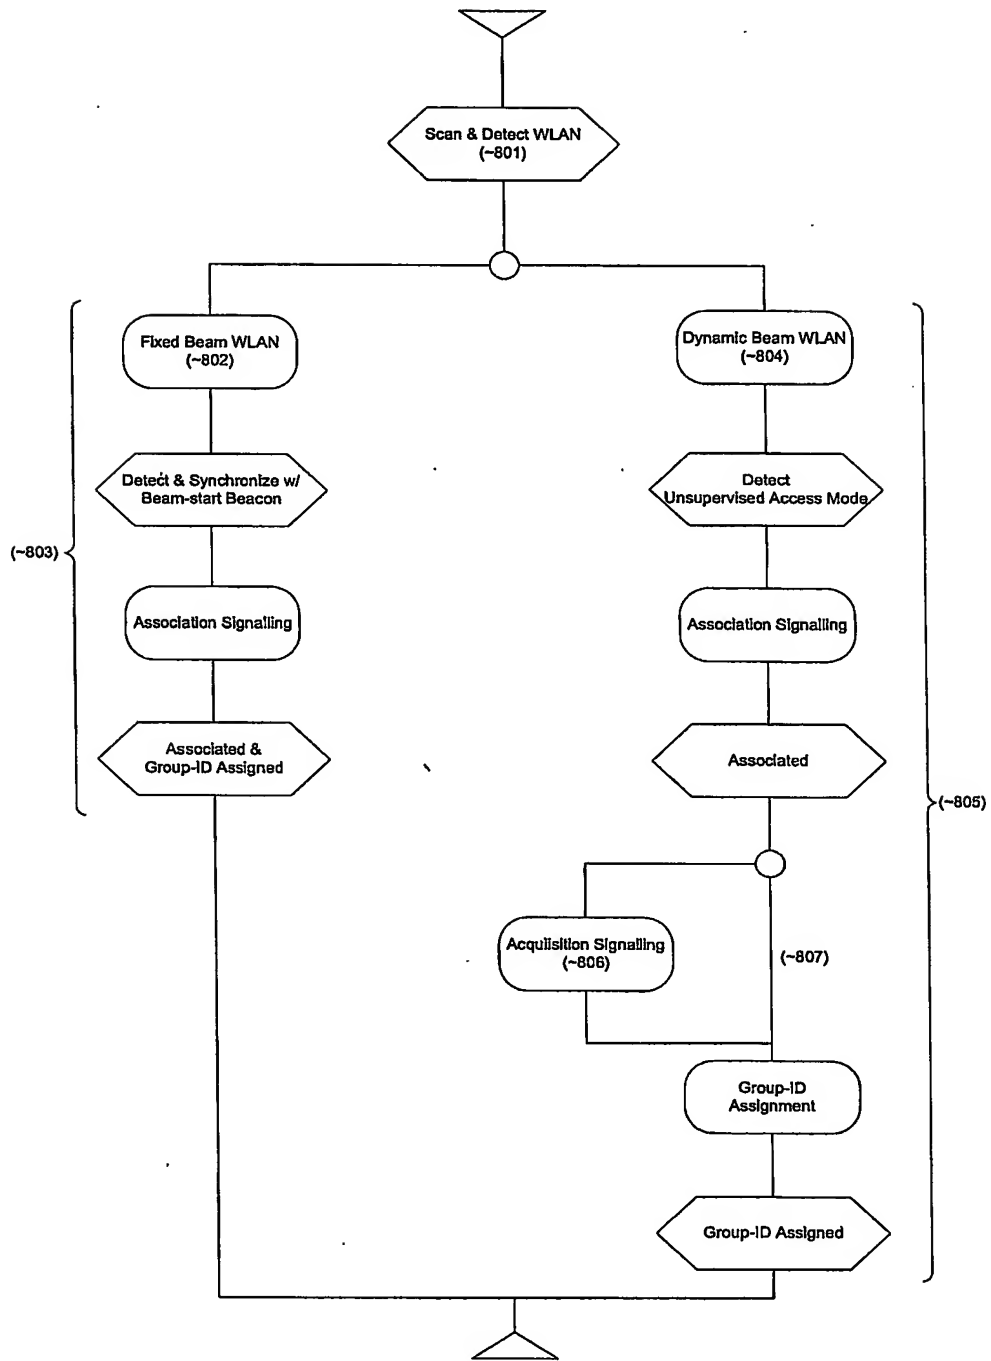 Scan & Detect WLAN
(~801)
Fixed Beam WLAN
(~802)
Dynamic Beam WLAN
(~804)
Detect & Synchronize w/
Beam-start Beacon
Detect
Unsupervised Access Mode
(~803)
Association Signalling
Association Signalling
Associated &
Group-ID Assigned
Associated
(~805)
Acquisition Signalling
(~806)
(~807)
Group-ID
Assignment
Group-ID Assigned